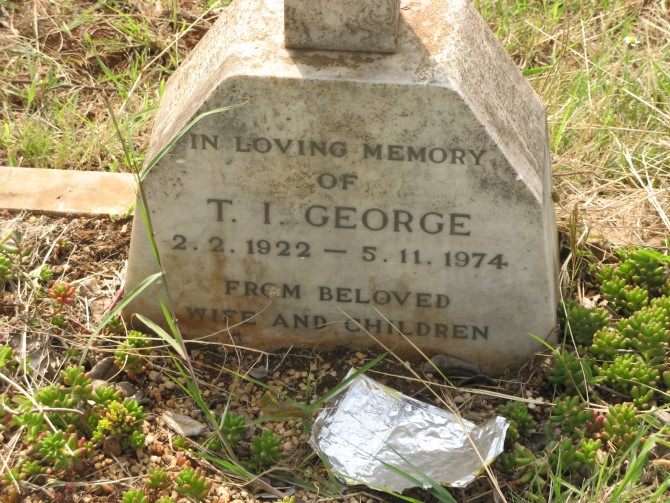 IN LOVING MEMORY
OF
T. I. GEORGE
2. 2. 1922 — 5. 11. 1974
FROM BELOVED
WIFE AND CHILDREN